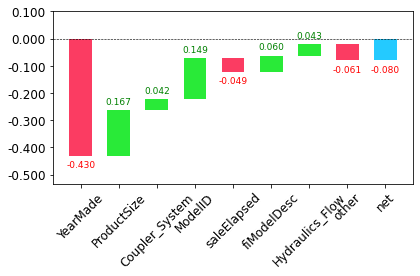 0.100
0.000
-0.100
-0.200
-0.300
-0.400
-0.500
-0.430
0.167
0.042
0.149
-0.049
0.060
0.043
-0.061
-0.080
YearMade
ProductSize
Coupler_System
ModelID
saleElapsed
fiModelDesc
Hydraulics_Flow
other
net